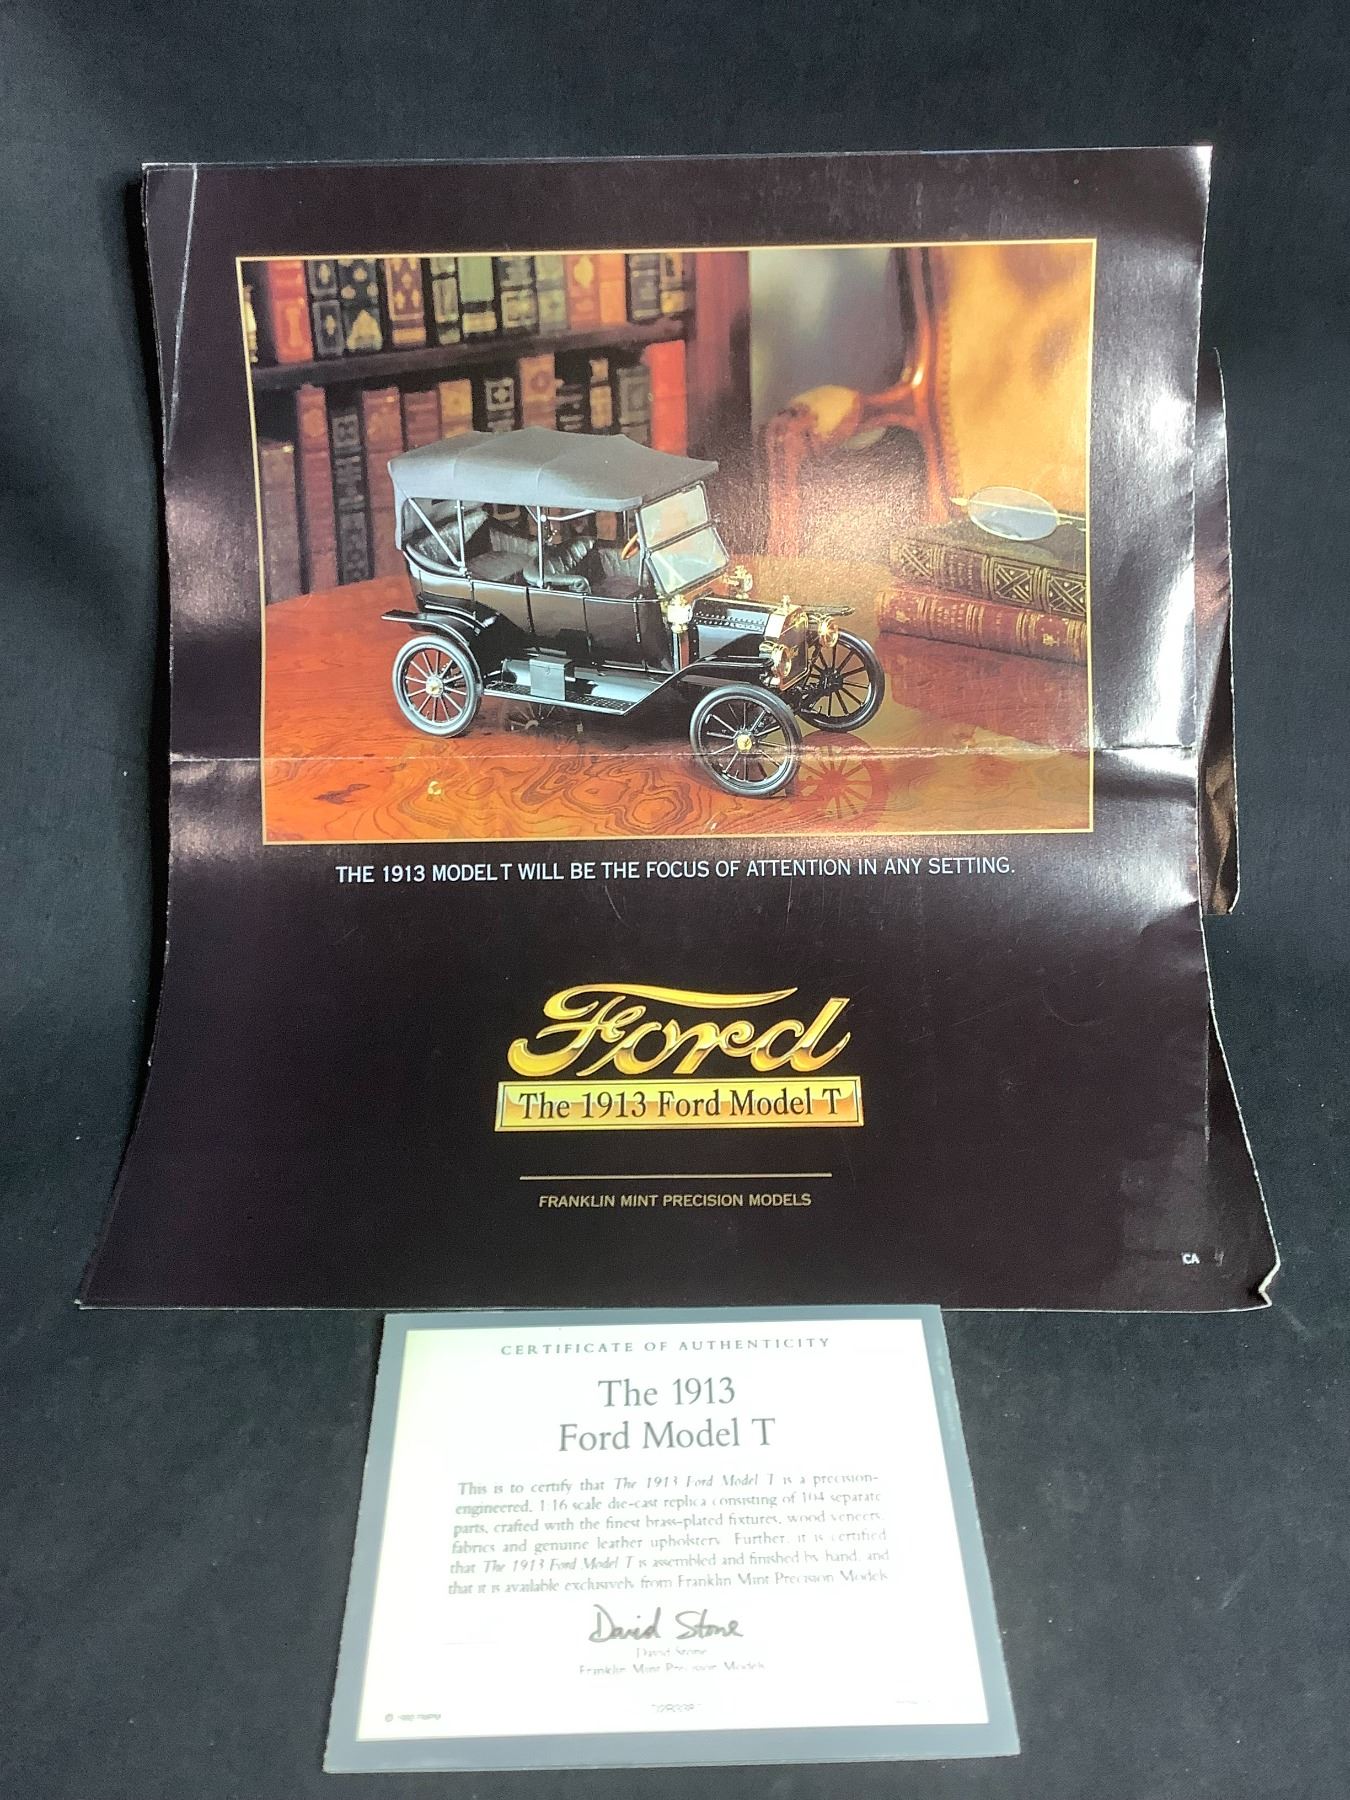 THE 1913 MODEL T WILL BE THE FOCUS OF ATTENTION IN ANY SETTING.
Ford
The 1913 Ford Model T
FRANKLIN MINT PRECISION MODELS
CA
CERTIFICATE OF AUTHENTICITY
The 1913
Ford Model T
This is to certify that The 1913 Ford Model T is a precision-
engineered, 1:16 scale die-cast replica consisting of 104 separate
parts, crafted with the finest brass-plated fixtures, wood veneers,
fabrics and genuine leather upholstery. Further, it is certified
that The 1913 Ford Model T is assembled and finished by hand, and
that it is available exclusively from Franklin Mint Precision Models
David Stone
David Stone
Franklin Mint Precision Models